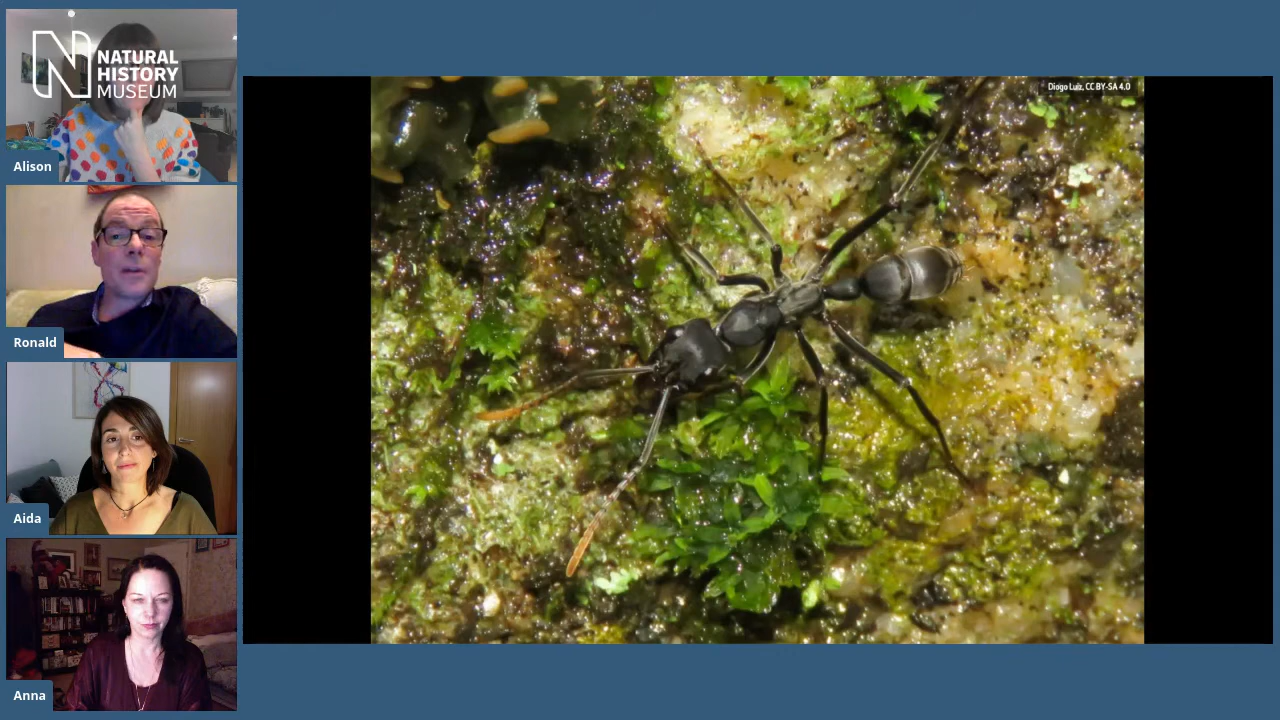 NATURAL
HISTORY
MUSEUM
Alison
Ronald
Aida
Anna
Diogo Luiz, CC BY-SA 4.0